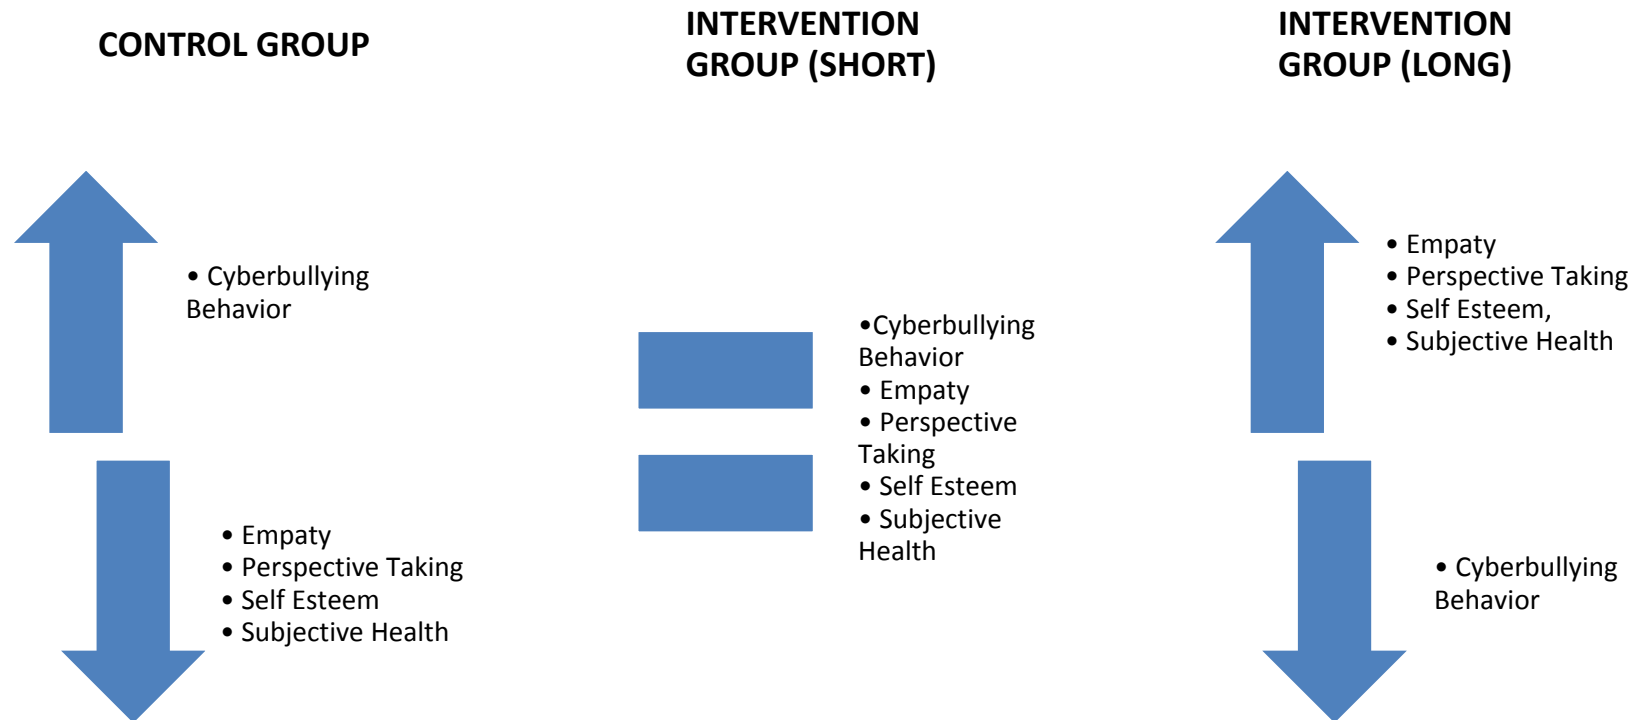 CONTROL GROUP
INTERVENTION
GROUP (SHORT)
INTERVENTION
GROUP (LONG)
• Cyberbullying
Behavior
• Empaty
• Perspective Taking
• Self Esteem
• Subjective Health
•Cyberbullying
Behavior
• Empaty
• Perspective
Taking
• Self Esteem
• Subjective
Health
• Empaty
• Perspective Taking
• Self Esteem,
• Subjective Health
• Cyberbullying
Behavior